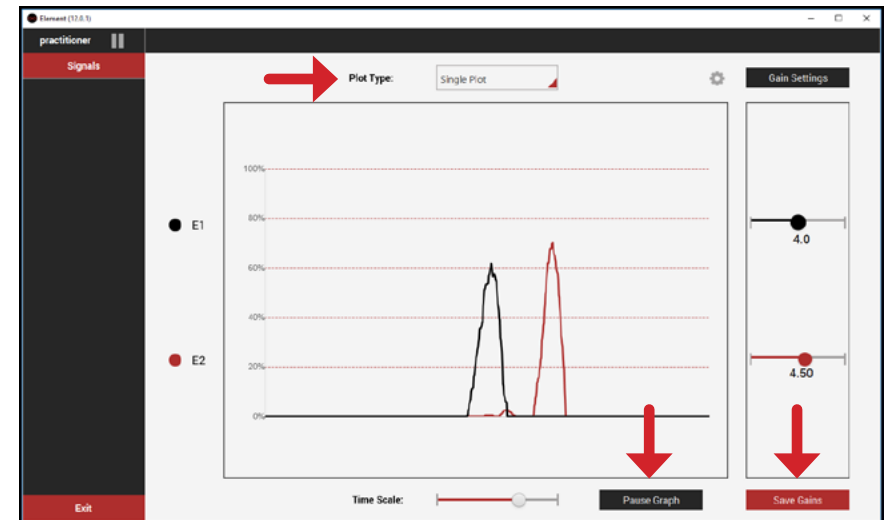 Element (12.0.1)
practitioner
Signals
Plot Type:
Single Plot
Gain Settings
100%
80%
60%
40%
20%
0%
E1
E2
4.0
4.50
Time Scale:
Pause Graph
Save Gains
Exit